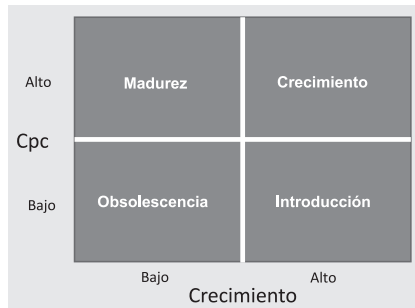 Alto
Madurez
Crecimiento
Cpc
Bajo
Obsolescencia
Introducción
Bajo
Alto
Crecimiento